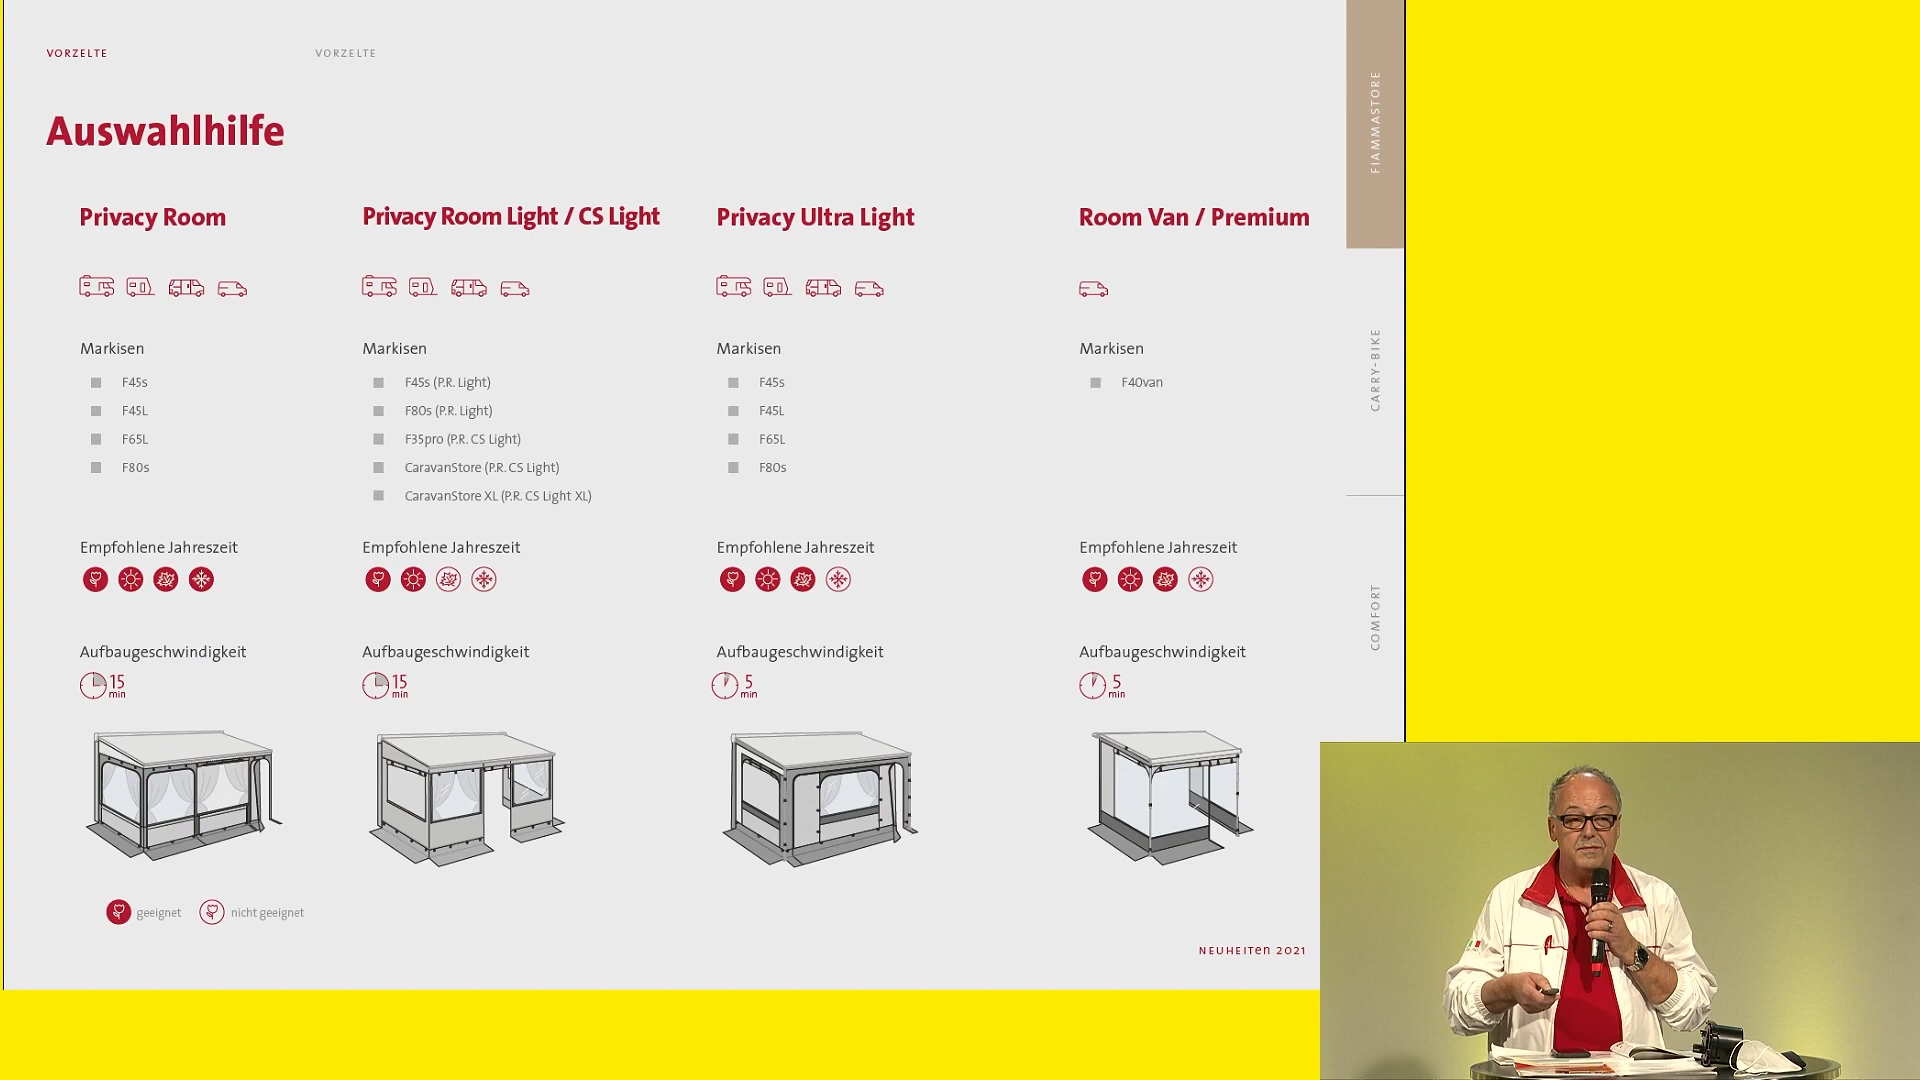 VORZELTE
VORZELTE
Auswahlhilfe
Privacy Room
Markisen
F45s
F45L
F65L
F80s
Empfohlene Jahreszeit
Aufbaugeschwindigkeit
15 min
Privacy Room Light / CS Light
Markisen
F45s (P.R. Light)
F80s (P.R. Light)
F35pro (P.R. CS Light)
CaravanStore (P.R. CS Light)
CaravanStore XL (P.R. CS Light XL)
Empfohlene Jahreszeit
Aufbaugeschwindigkeit
15 min
Privacy Ultra Light
Markisen
F45s
F45L
F65L
F80s
Empfohlene Jahreszeit
Aufbaugeschwindigkeit
5 min
Room Van / Premium
Markisen
F40van
Empfohlene Jahreszeit
Aufbaugeschwindigkeit
5 min
geeignet
nicht geeignet
NEUHEITEN 2021
FIAMMASTORE
CARRY-BIKE
COMFORT